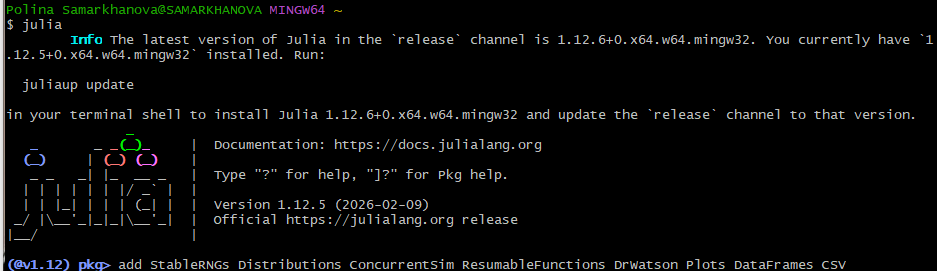 Polina Samarkhanova@SAMARKHANOVA MINGW64 ~
$ julia
Info The latest version of Julia in the `release` channel is 1.12.6+0.x64.w64.mingw32. You currently have `1
.12.5+0.x64.w64.mingw32` installed. Run:
juliaup update
in your terminal shell to install Julia 1.12.6+0.x64.w64.mingw32 and update the `release` channel to that version.
Documentation: https://docs.julialang.org
Type "?" for help, "]?" for Pkg help.
Version 1.12.5 (2026-02-09)
Official https://julialang.org release
(@v1.12) pkg> add StableRNGs Distributions ConcurrentSim ResumableFunctions DrWatson Plots DataFrames CSV